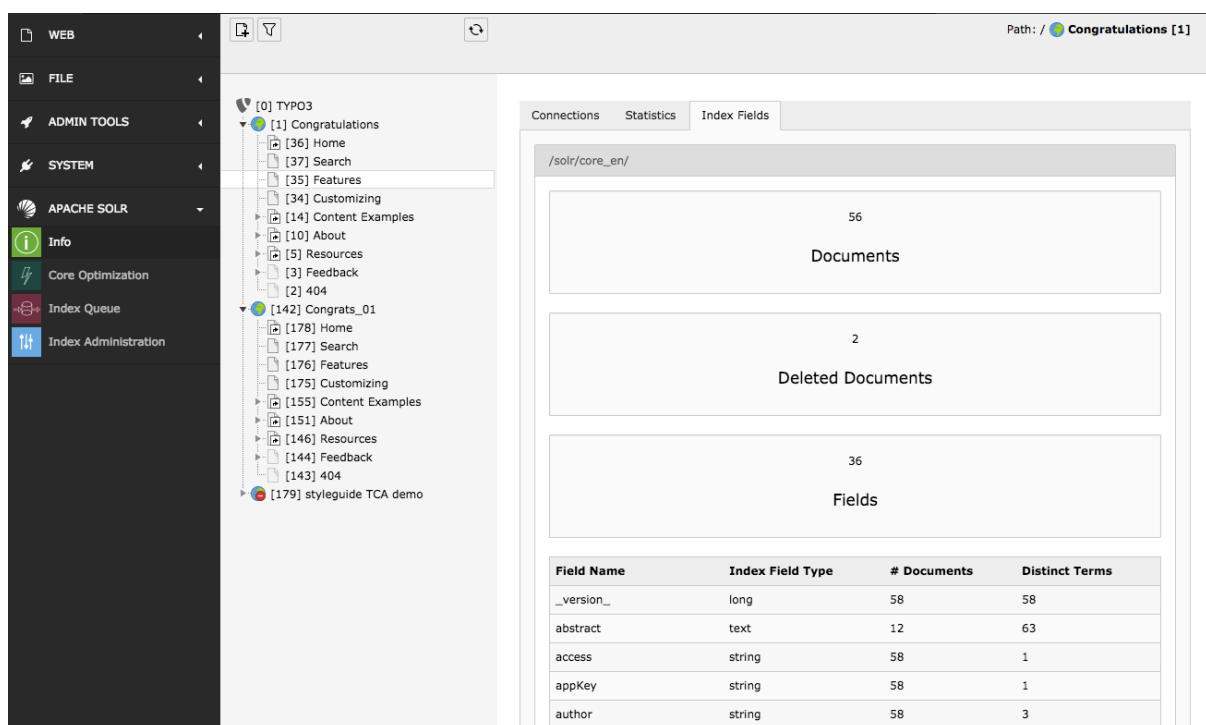 WEB
FILE
ADMIN TOOLS
SYSTEM
APACHE SOLR
Info
Core Optimization
Index Queue
Index Administration
[0] TYPO3
[1] Congratulations
[36] Home
[37] Search
[35] Features
[34] Customizing
[14] Content Examples
[10] About
[5] Resources
[3] Feedback
[2] 404
[142] Congrats_01
[178] Home
[177] Search
[176] Features
[175] Customizing
[155] Content Examples
[151] About
[146] Resources
[144] Feedback
[143] 404
[179] styleguide TCA demo
Path: / Congratulations [1]
Connections Statistics Index Fields
/solr/core_en/
56
Documents
2
Deleted Documents
36
Fields
Field Name Index Field Type # Documents Distinct Terms
_version_ long 58 58
abstract text 12 63
access string 58 1
appKey string 58 1
author string 58 3